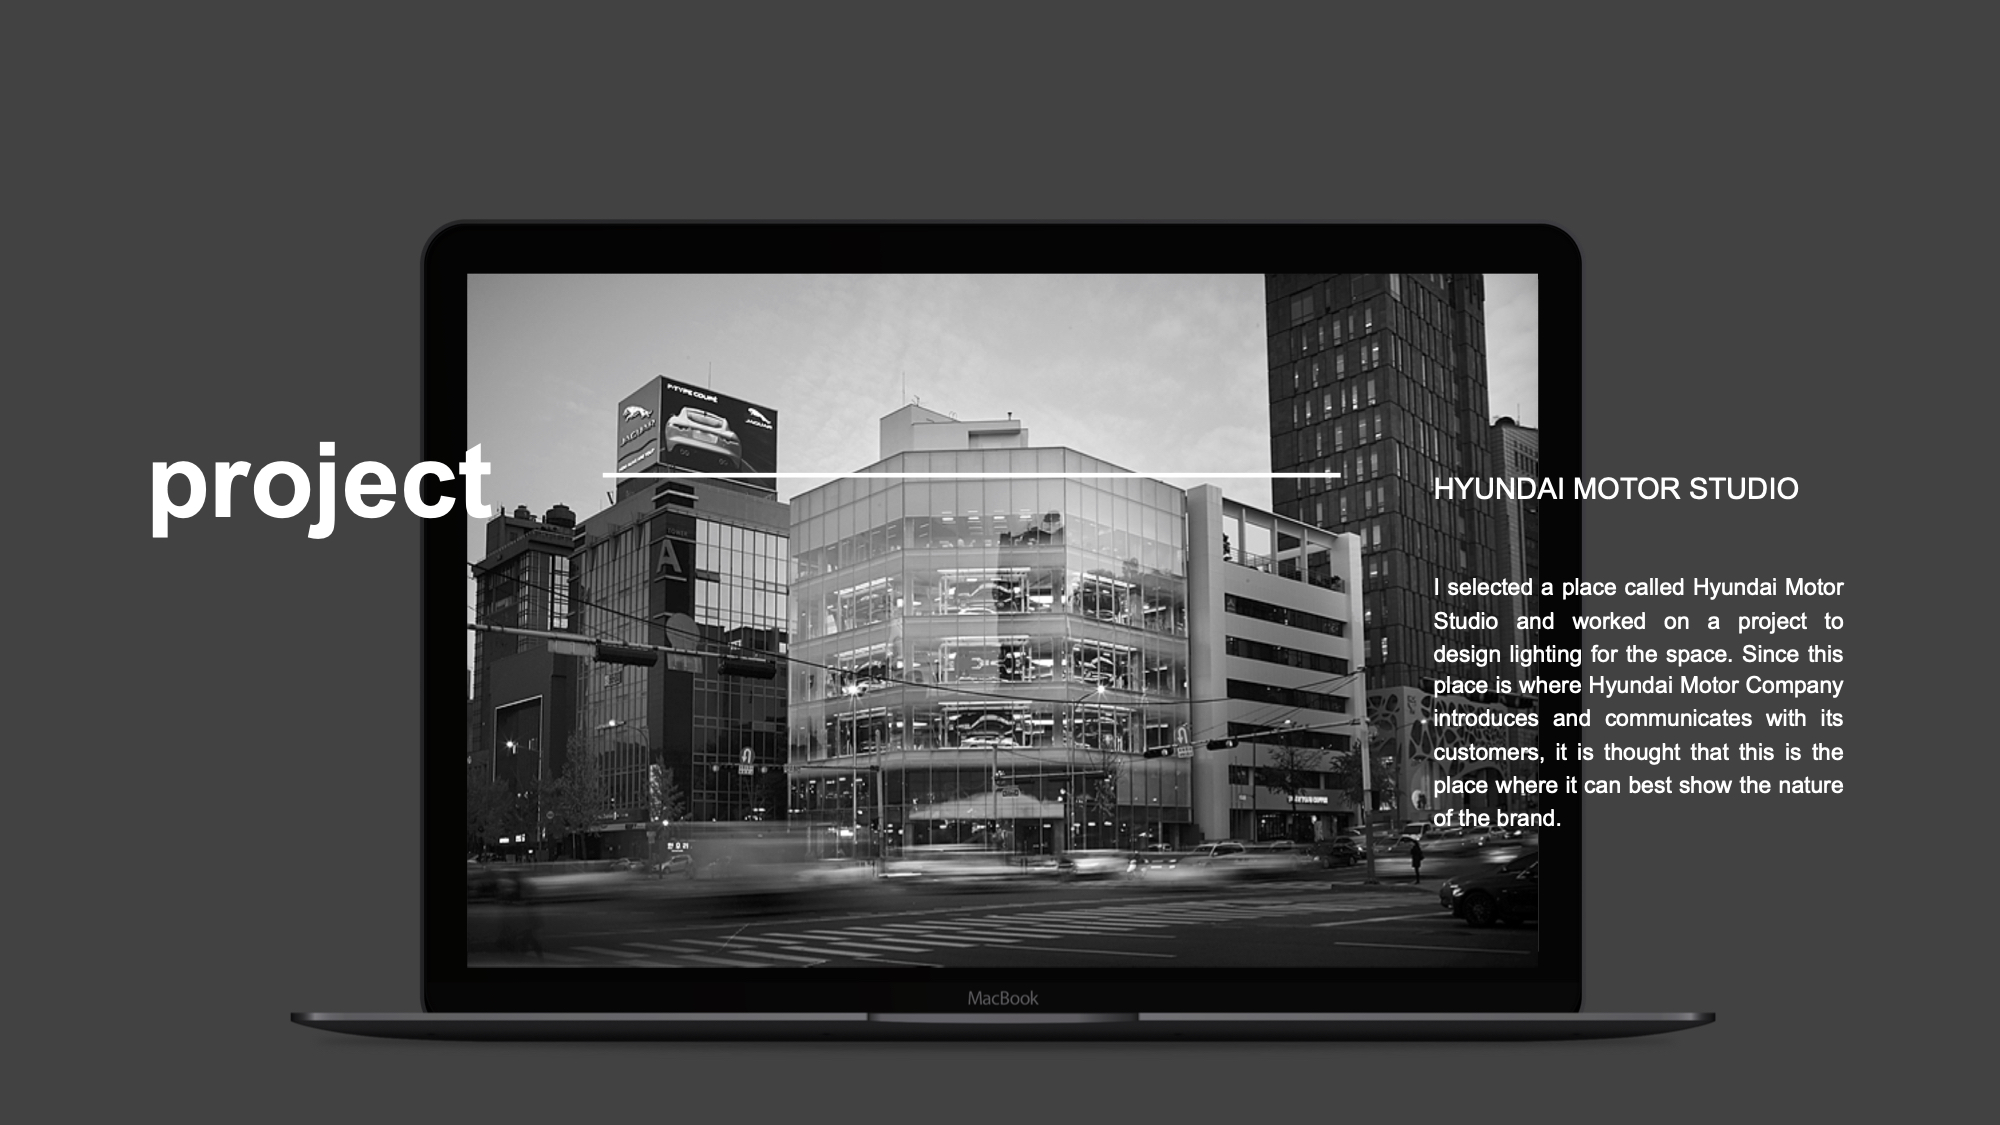 project
HYUNDAI MOTOR STUDIO
I selected a place called Hyundai Motor
Studio and worked on a project to
design lighting for the space. Since this
place is where Hyundai Motor Company
introduces and communicates with its
customers, it is thought that this is the
place where it can best show the nature
of the brand.
F-TYPE COUPÉ
JAGUAR
JAGUAR
TOWER
A
MacBook